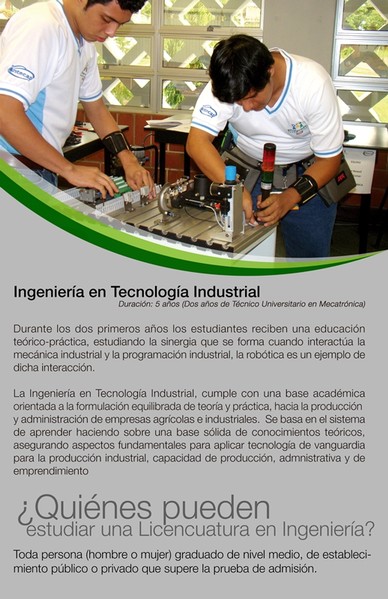 Ingeniería en Tecnología Industrial
Duración: 5 años (Dos años de Técnico Universitario en Mecatrónica)
Durante los dos primeros años los estudiantes reciben una educación
teórico-práctica, estudiando la sinergia que se forma cuando interactúa la
mecánica industrial y la programación industrial, la robótica es un ejemplo de
dicha interacción.
La Ingeniería en Tecnología Industrial, cumple con una base académica
orientada a la formulación equilibrada de teoría y práctica, hacia la producción
y administración de empresas agrícolas e industriales. Se basa en el sistema
de aprender haciendo sobre una base sólida de conocimientos teóricos,
asegurando aspectos fundamentales para aplicar tecnología de vanguardia
para la producción industrial, capacidad de producción, admnistrativa y de
emprendimiento
¿Quiénes pueden
estudiar una Licencuatura en Ingeniería?
Toda persona (hombre o mujer) graduado de nivel medio, de estableci-
miento público o privado que supere la prueba de admisión.